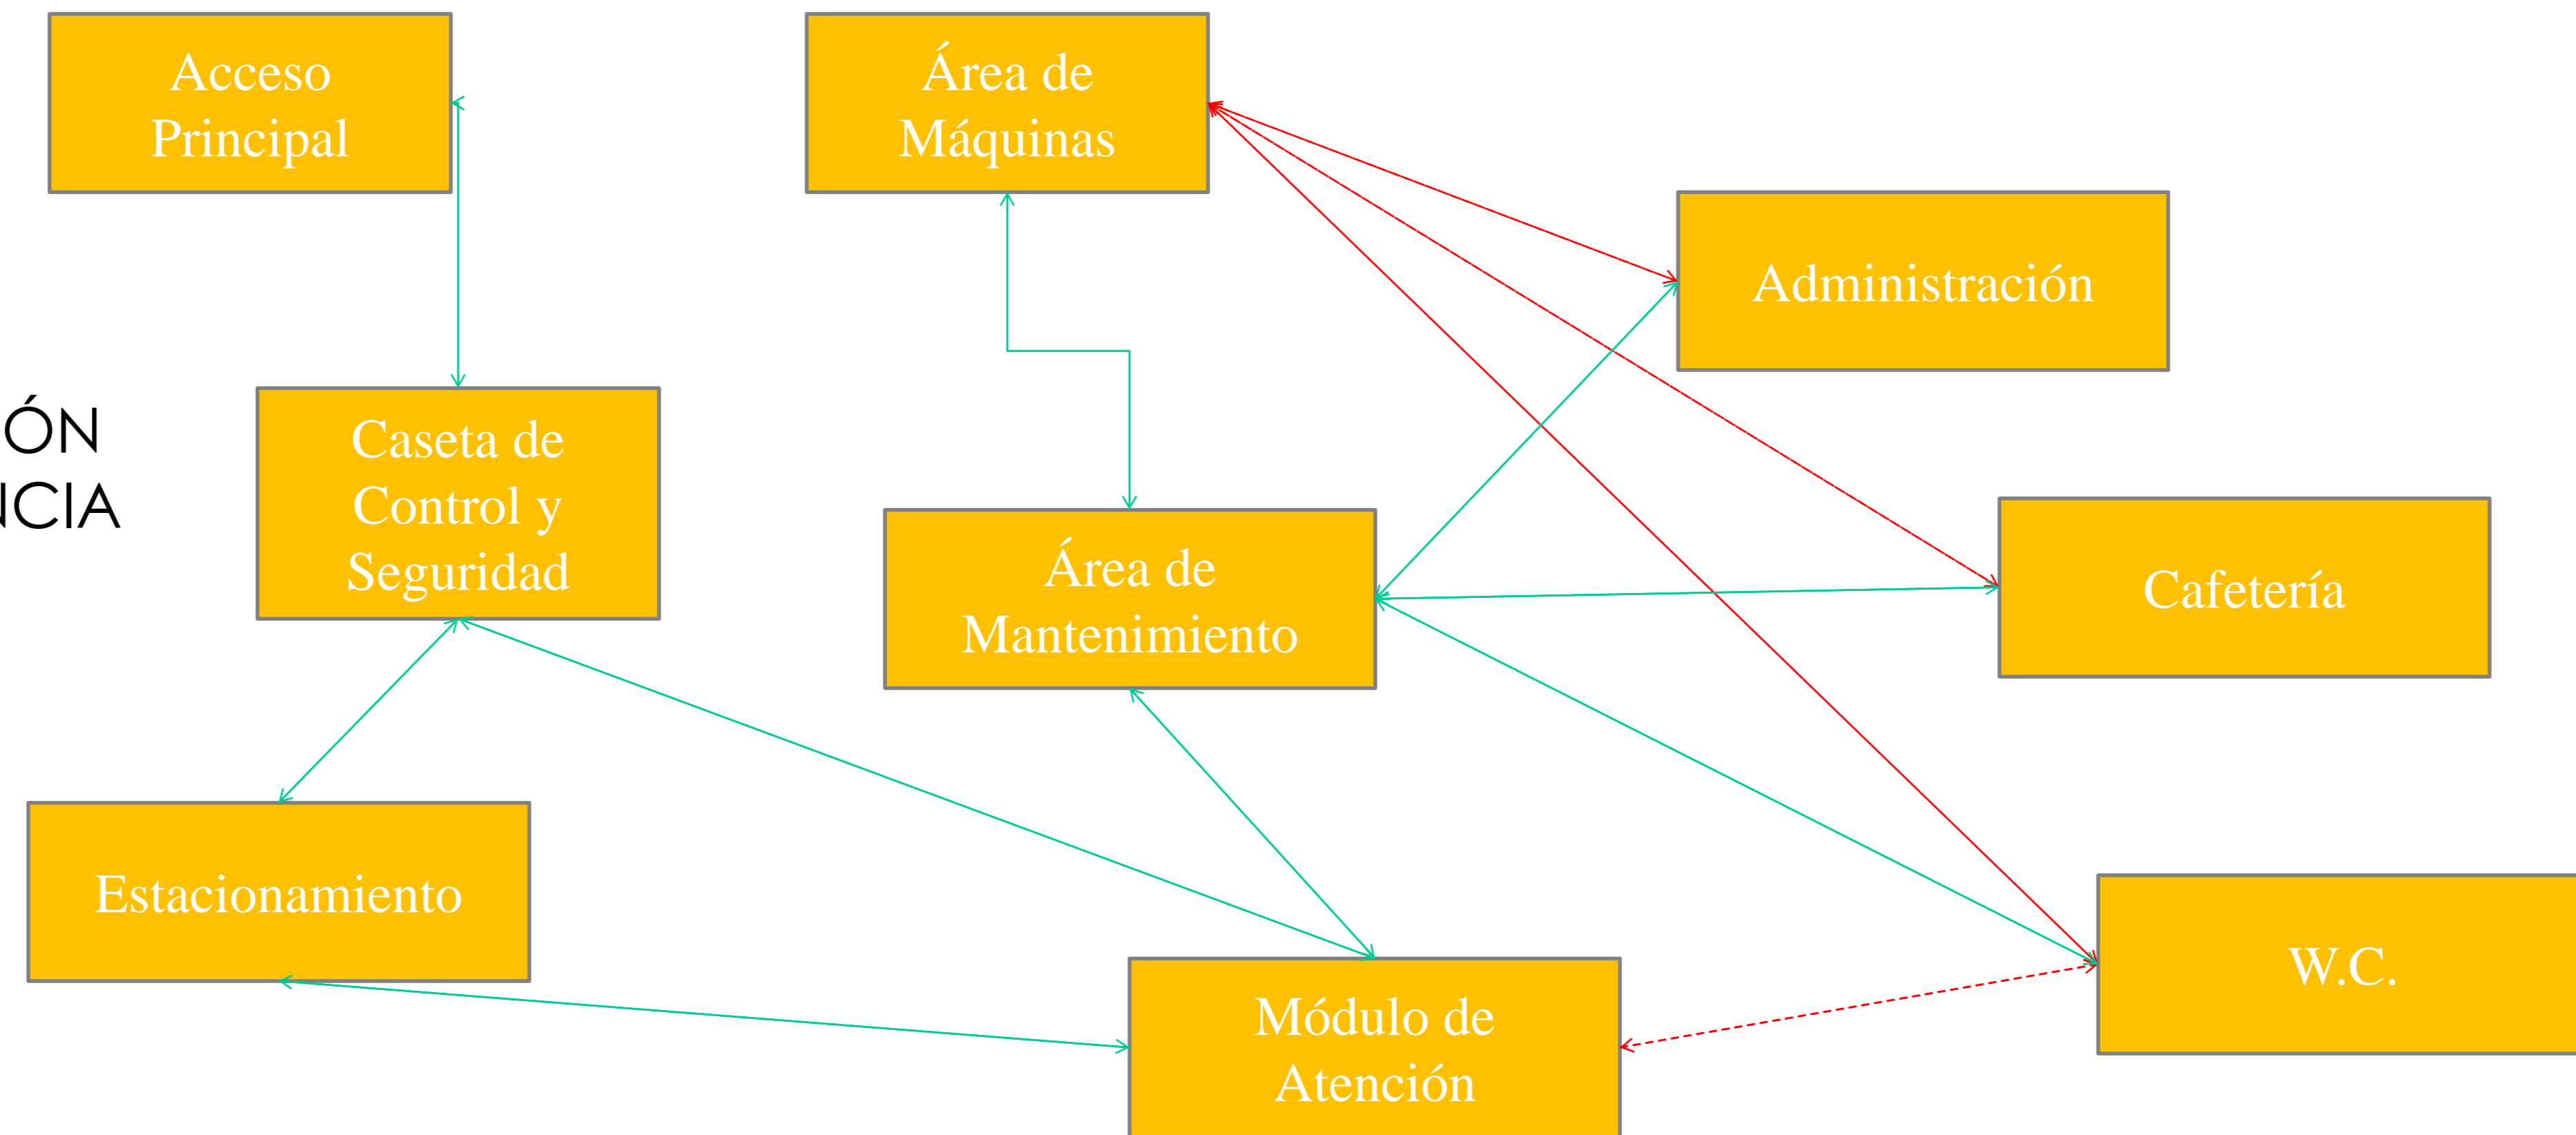 Acceso
Principal
Área de
Máquinas
Administración
ÓN
NCIA
Caseta de
Control y
Seguridad
Área de
Mantenimiento
Cafetería
Estacionamiento
W.C.
Módulo de
Atención